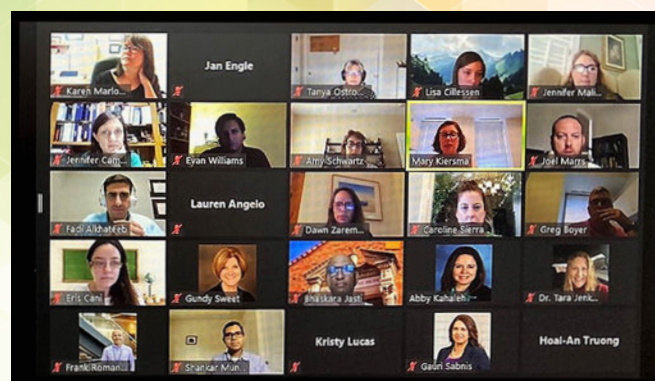 Karen Marlo...
Jan Engle
Tanya Ostro...
Lisa Cillessen
Jennifer Mali...
Jennifer Cam...
Evan Williams
Amy Schwartz
Mary Kiersma
Joel Marrs
Fadi Alkhateeb
Lauren Angelo
Dawn Zarem...
Caroline Sierra
Greg Boyer
Eris Cani
Gundy Sweet
Bhaskara Jasti
Abby Kahaleh
Dr. Tara Jenk...
Frank Roman...
Shankar Mun...
Kristy Lucas
Gauri Sabnis
Hoai-An Truong